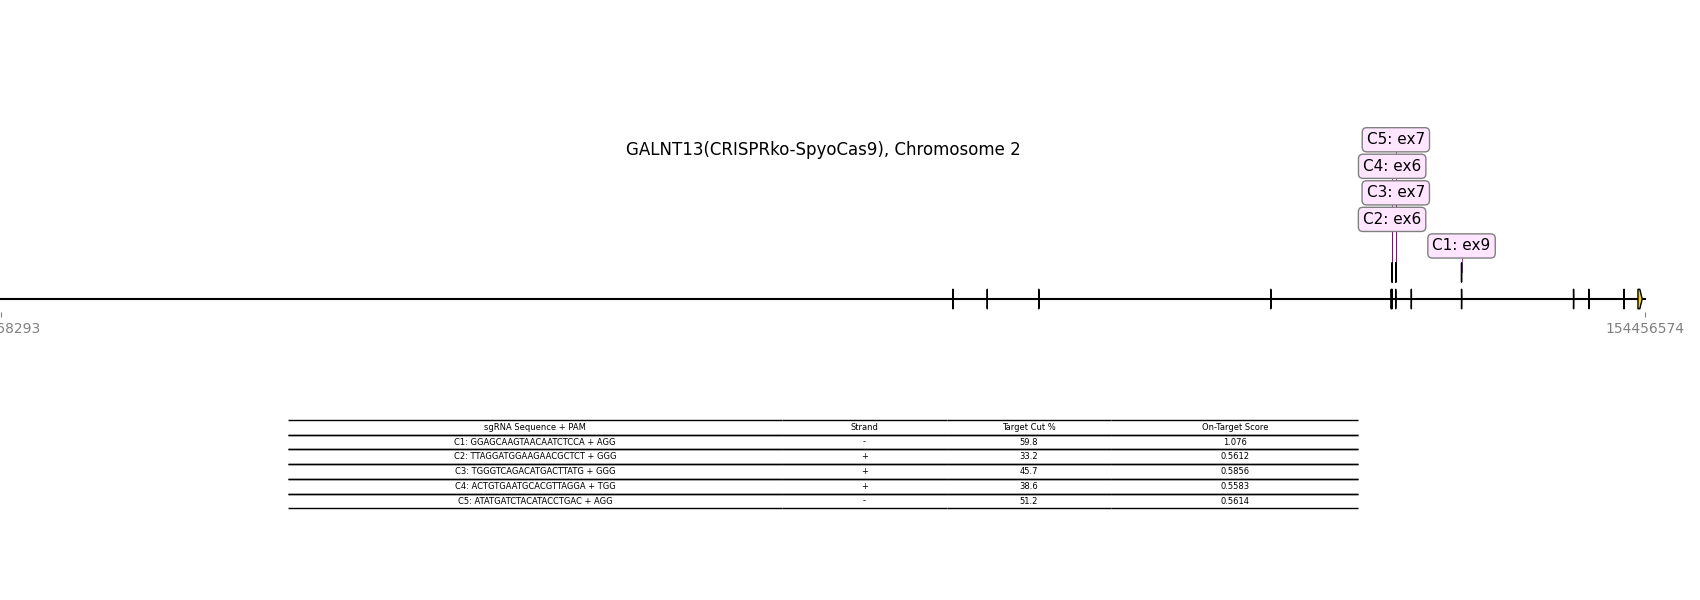 GALNT13(CRISPRko-SpyoCas9), Chromosome 2
C5: ex7
C4: ex6
C3: ex7
C2: ex6
C1: ex9
58293
154456574
sgRNA Sequence + PAM Strand Target Cut % On-Target Score
C1: GGAGCAAGTAACAATCTCCA + AGG - 59.8 1.076
C2: TTAGGATGGAAGAACGCTCT + GGG + 33.2 0.5612
C3: TGGGTCAGACATGACTTATG + GGG + 45.7 0.5856
C4: ACTGTGAATGCACGTTAGGA + TGG + 38.6 0.5583
C5: ATATGATCTACATACCTGAC + AGG - 51.2 0.5614